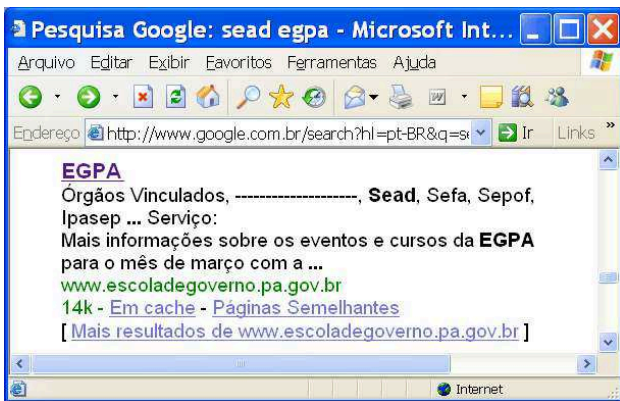 Pesquisa Google: sead egpa - Microsoft Int...
Arquivo Editar Exibir Favoritos Ferramentas Ajuda
Endereço http://www.google.com.br/search?hl=pt-BR&q=se Ir Links »
EGPA
Órgãos Vinculados, --------------------, Sead, Sefa, Sepof,
Ipasep ... Serviço:
Mais informações sobre os eventos e cursos da EGPA
para o mês de março com a ...
www.escoladegoverno.pa.gov.br
14k - Em cache - Páginas Semelhantes
[ Mais resultados de www.escoladegoverno.pa.gov.br ]
Internet